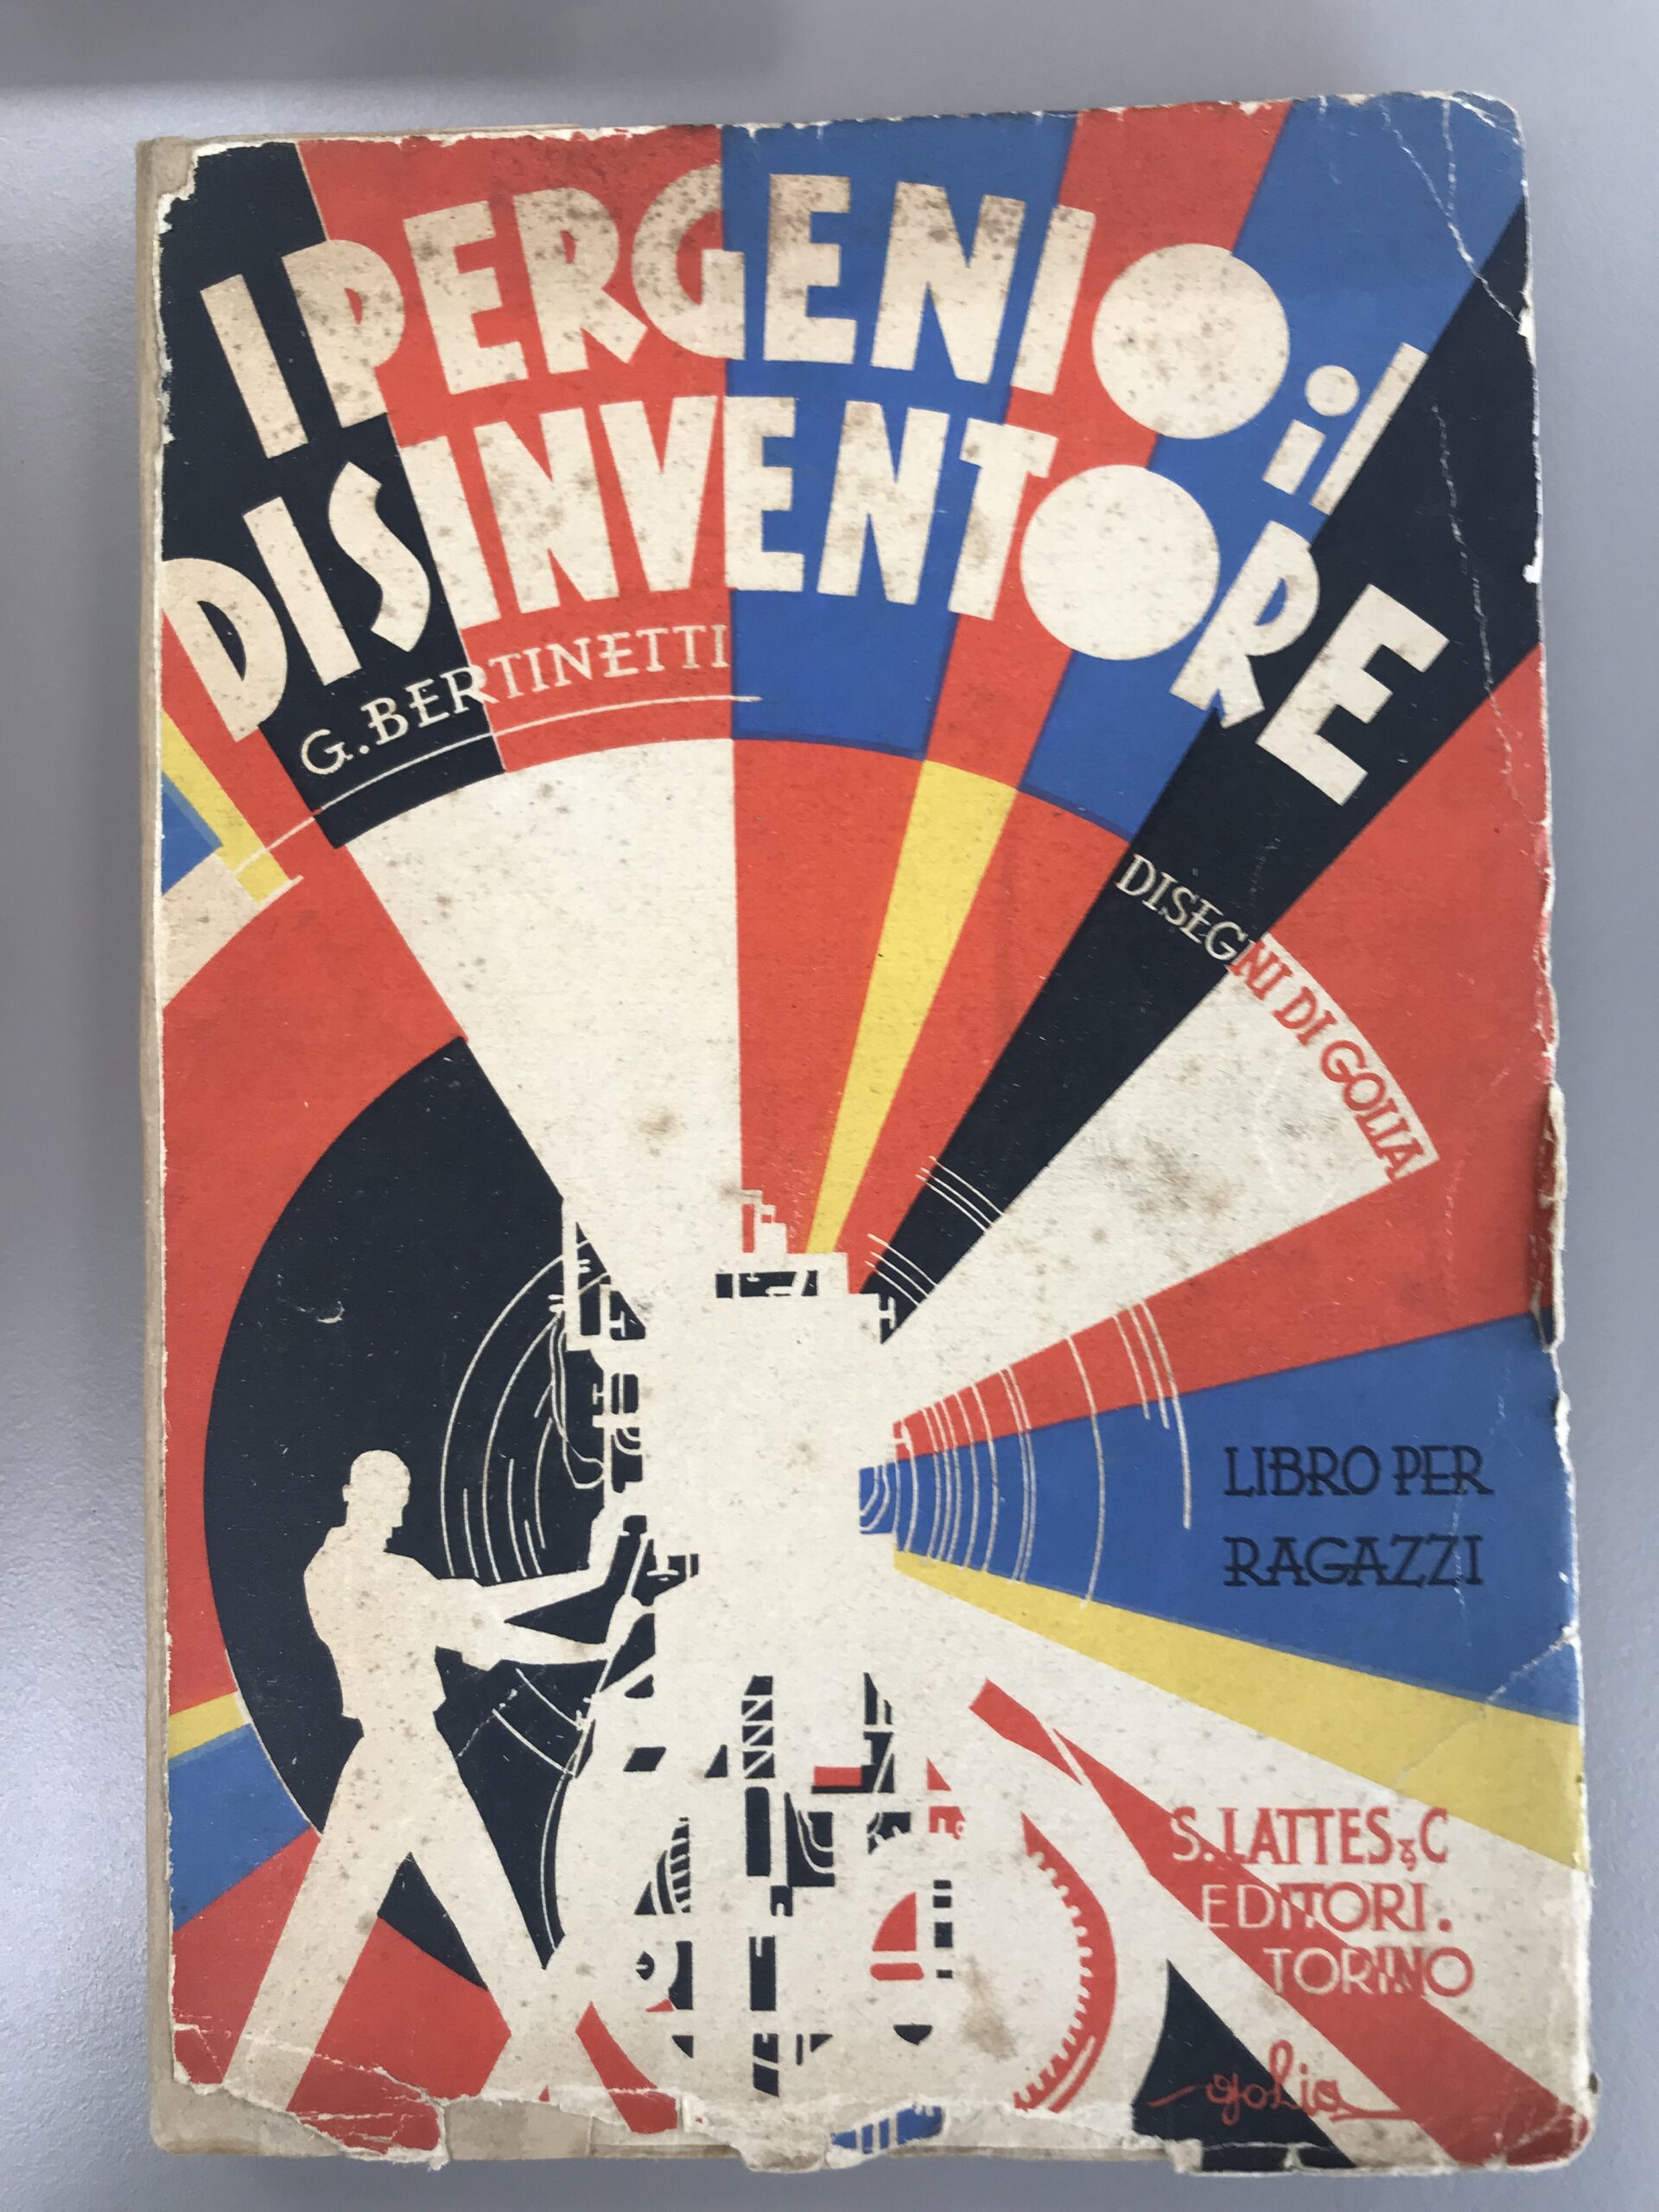 IPERGENIO il
DISINVENTORE
G. BERTINETTI
DISEGNI DI GOLIA
LIBRO PER
RAGAZZI
S. LATTES & C
EDITORI.
TORINO
golia